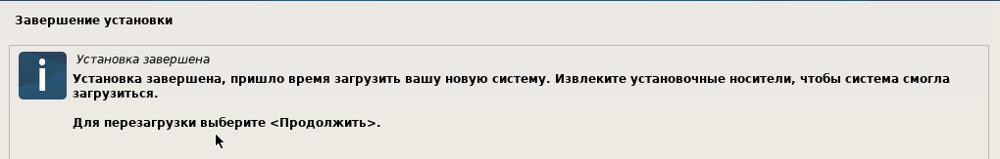 Завершение установки
Установка завершена
Установка завершена, пришло время загрузить вашу новую систему. Извлеките установочные носители, чтобы система смогла
загрузиться.
Для перезагрузки выберите <Продолжить>.